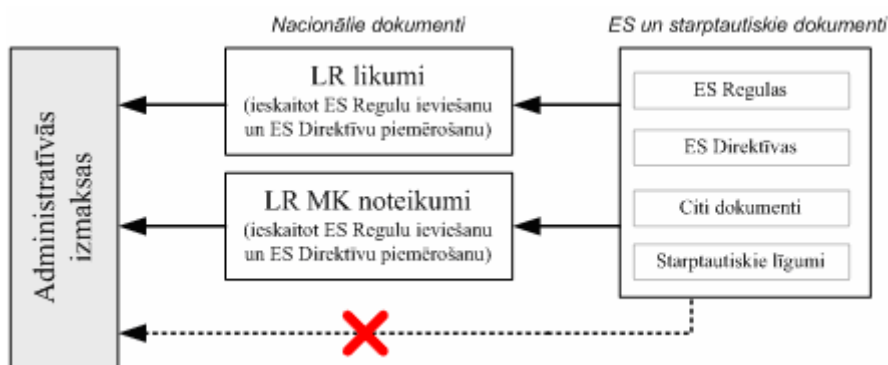 Nacionālie dokumenti
ES un starptautiskie dokumenti
Administratīvās
izmaksas
LR likumi
(ieskaitot ES Regulu ieviešanu
un ES Direktīvu piemērošanu)
LR MK noteikumi
(ieskaitot ES Regulu ieviešanu
un ES Direktīvu piemērošanu)
ES Regulas
ES Direktīvas
Citi dokumenti
Starptautiskie līgumi